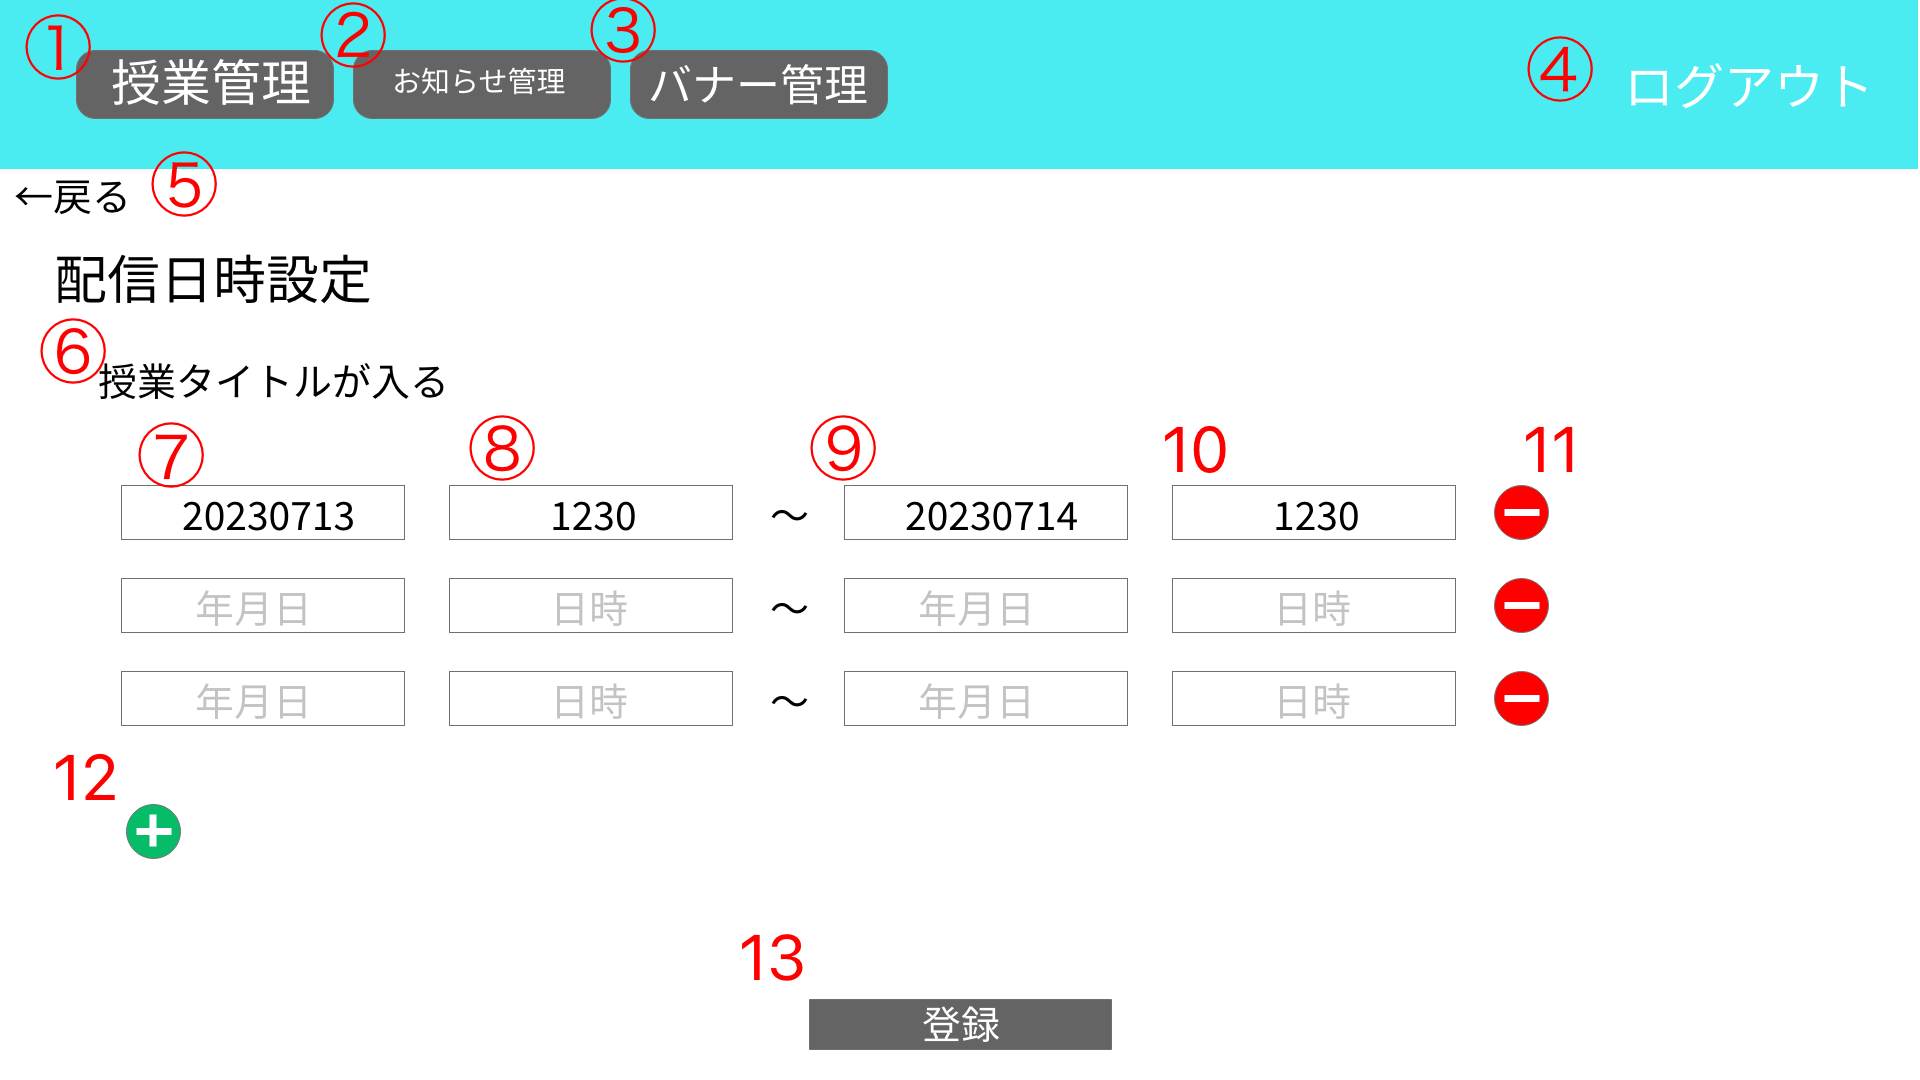 ① 授業管理 ② お知らせ管理 ③ バナー管理 ④ ログアウト
←戻る ⑤
配信日時設定
⑥ 授業タイトルが入る
⑦ ⑧ ⑨ 10 11
20230713 1230 ～ 20230714 1230
年月日 日時 ～ 年月日 日時
年月日 日時 ～ 年月日 日時
12
13
登録